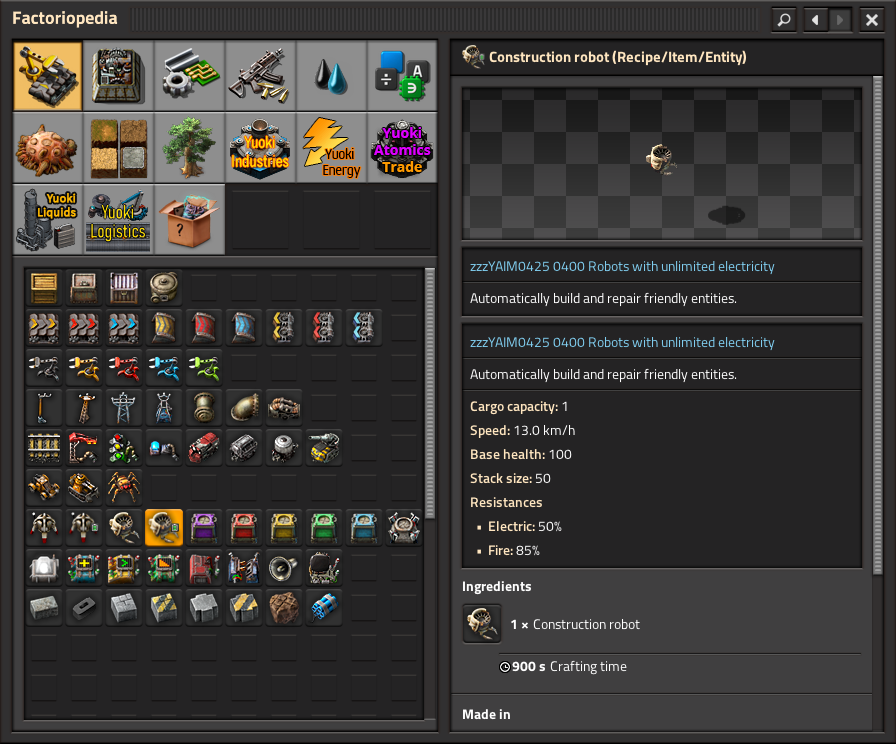 Factoriopedia
A
Yuoki
Industries
Yuoki
Energy
Yuoki
Atomics
Trade
Yuoki
Liquids
Yuoki
Logistics
?
Construction robot (Recipe/Item/Entity)
zzzYAIM0425 0400 Robots with unlimited electricity
Automatically build and repair friendly entities.
zzzYAIM0425 0400 Robots with unlimited electricity
Automatically build and repair friendly entities.
Cargo capacity: 1
Speed: 13.0 km/h
Base health: 100
Stack size: 50
Resistances
▪ Electric: 50%
▪ Fire: 85%
Ingredients
1 × Construction robot
900 s Crafting time
Made in